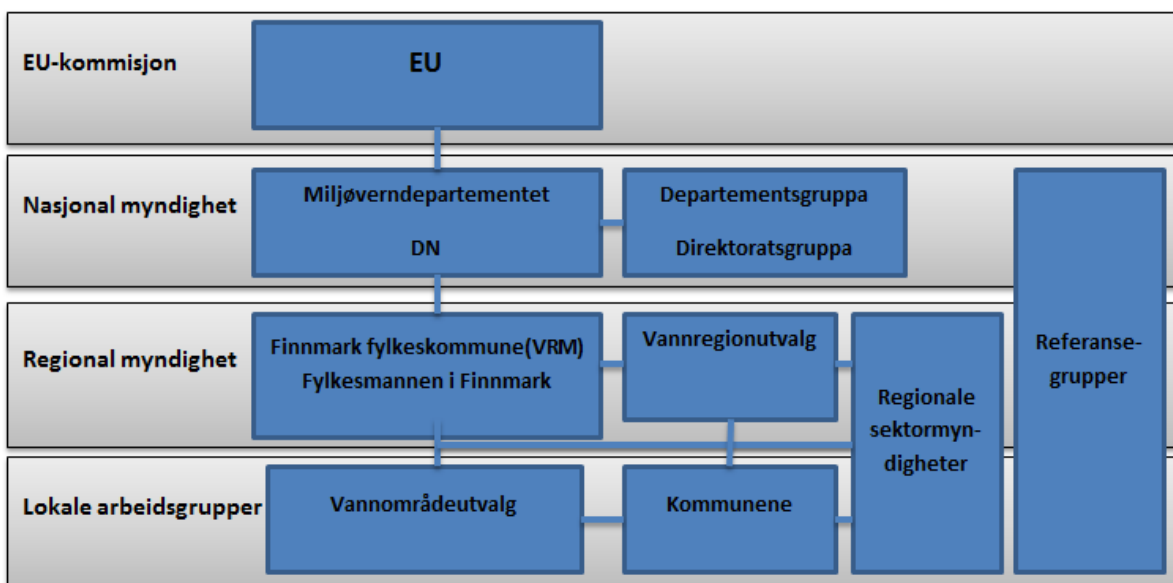 EU-kommisjon
EU
Nasjonal myndighet
Miljøverndepartementet
DN
Departementsgruppa
Direktoratsgruppa
Regional myndighet
Finnmark fylkeskommune(VRM)
Fylkesmannen i Finnmark
Vannregionutvalg
Regionale
sektormyn-
digheter
Referanse-
grupper
Lokale arbeidsgrupper
Vannområdeutvalg
Kommunene